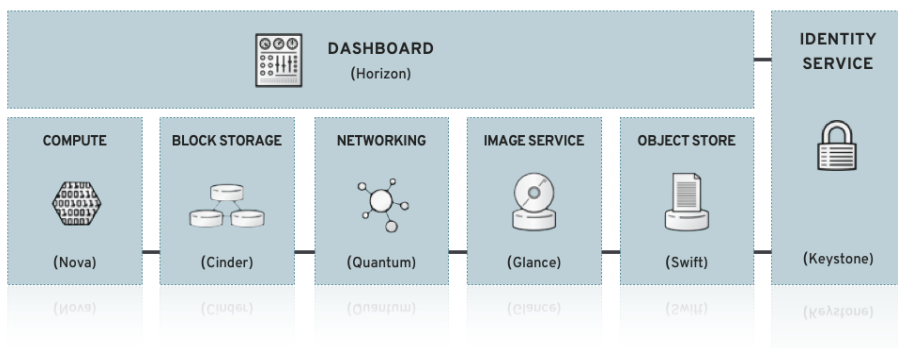 DASHBOARD
(Horizon)
IDENTITY
SERVICE
COMPUTE
(Nova)
BLOCK STORAGE
(Cinder)
NETWORKING
(Quantum)
IMAGE SERVICE
(Glance)
OBJECT STORE
(Swift)
(Keystone)